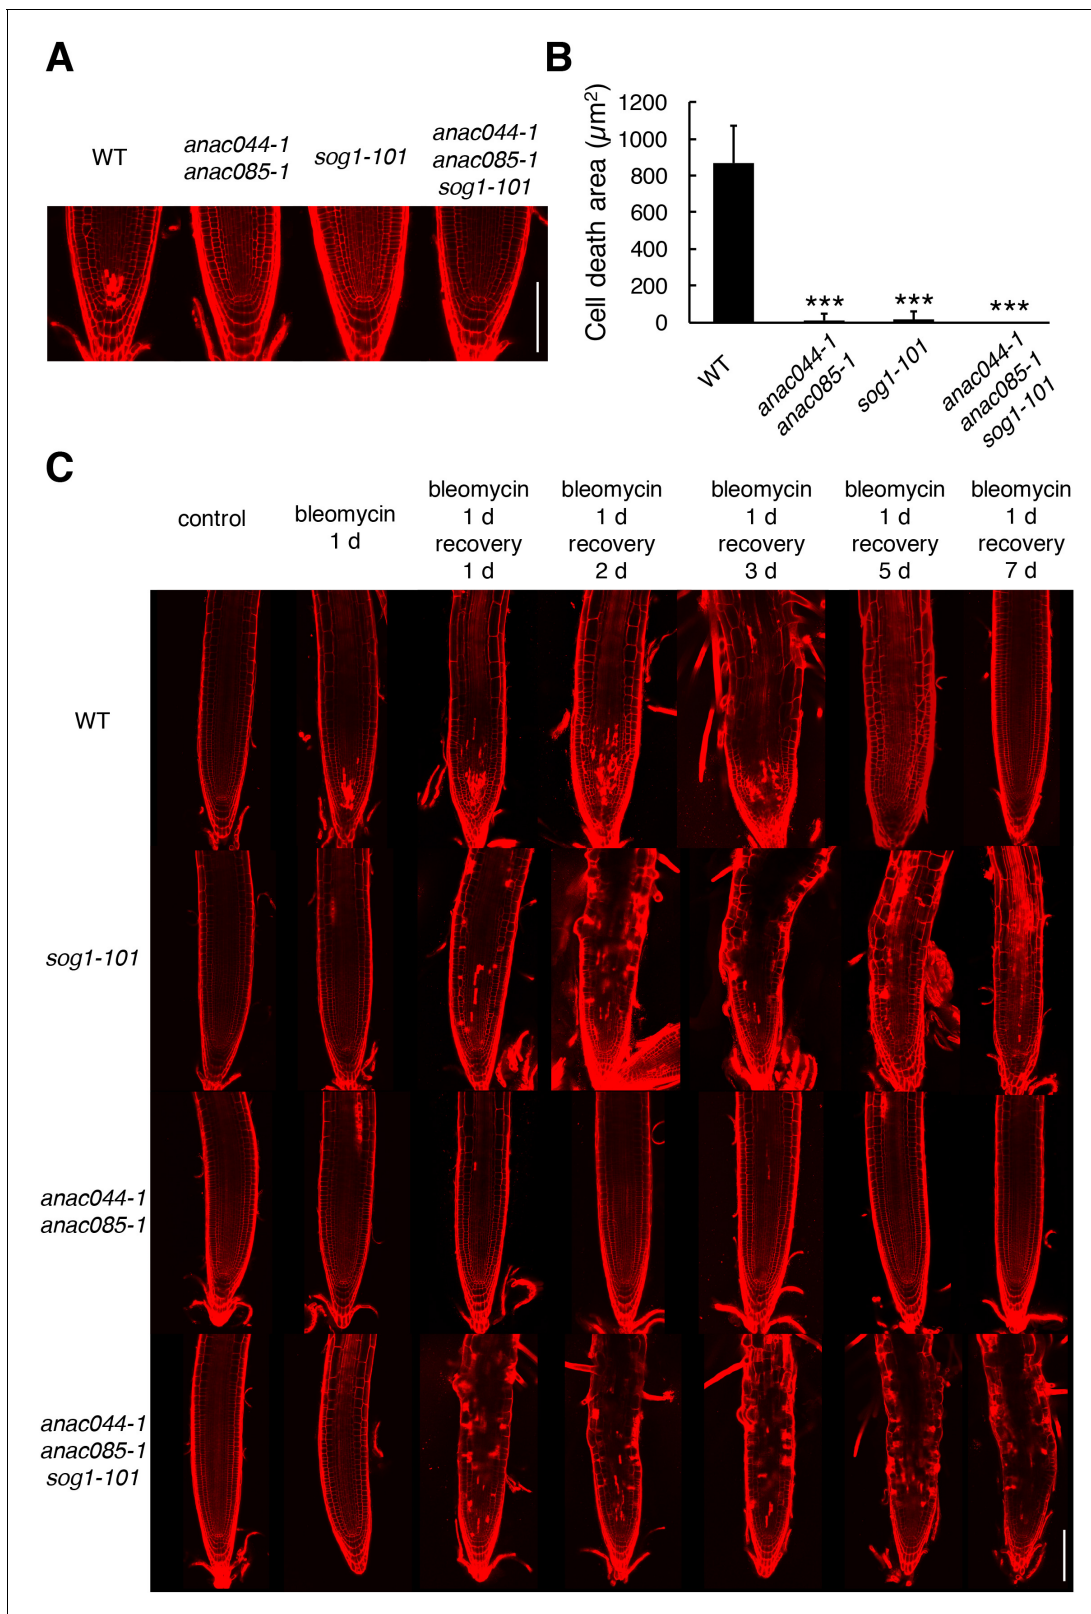 A
WT
anac044-1
anac085-1
sog1-101
anac044-1
anac085-1
sog1-101
B
Cell death area (µm²)
1200
1000
800
600
400
200
0
***
***
***
WT
anac044-1
anac085-1
sog1-101
anac044-1
anac085-1
sog1-101
C
control
bleomycin
1 d
bleomycin
1 d
recovery
1 d
bleomycin
1 d
recovery
2 d
bleomycin
1 d
recovery
3 d
bleomycin
1 d
recovery
5 d
bleomycin
1 d
recovery
7 d
WT
sog1-101
anac044-1
anac085-1
anac044-1
anac085-1
sog1-101